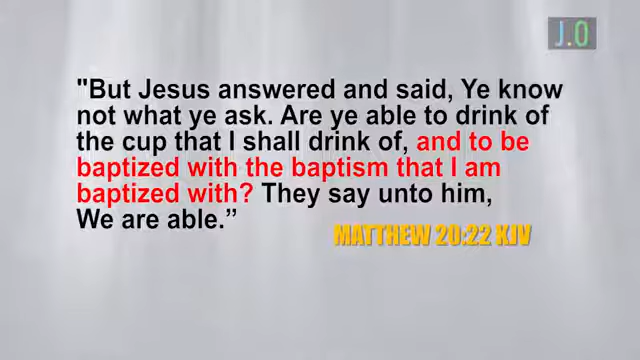 J.O
"But Jesus answered and said, Ye know
not what ye ask. Are ye able to drink of
the cup that I shall drink of, and to be
baptized with the baptism that I am
baptized with? They say unto him,
We are able.”
MATTHEW 20:22 KJV